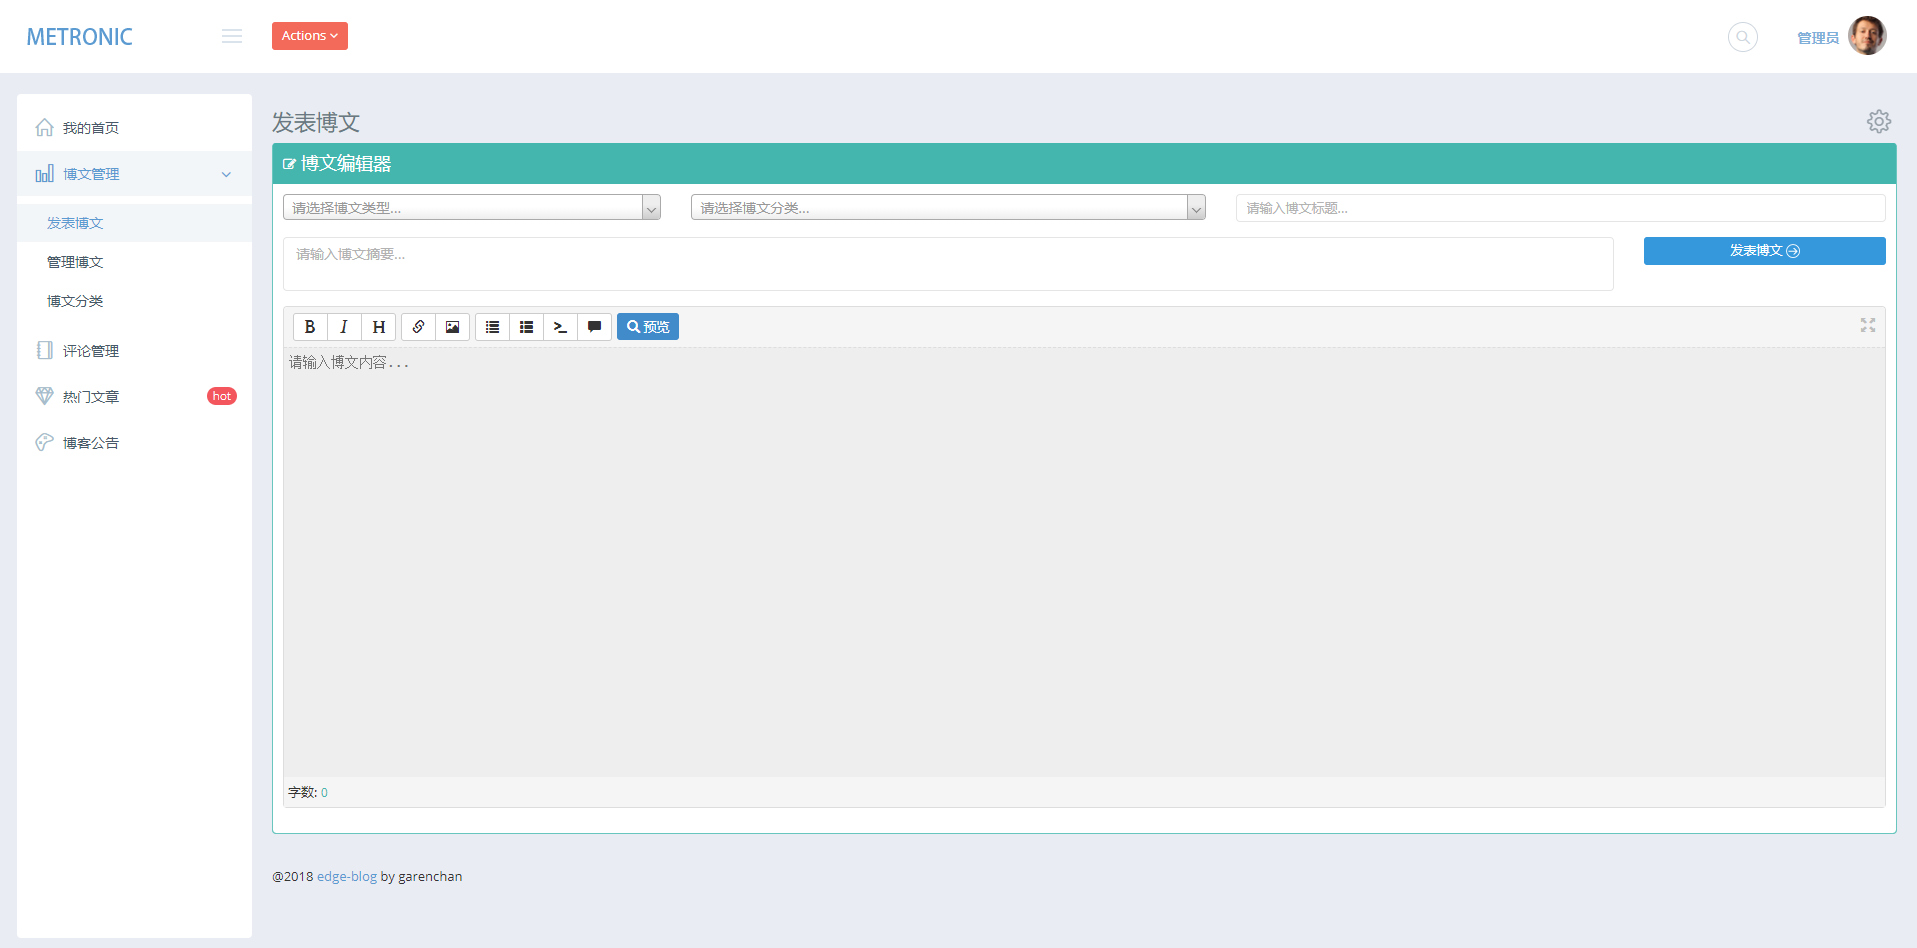 METRONIC
Actions
管理员
我的首页
博文管理
发表博文
管理博文
博文分类
评论管理
热门文章 hot
博客公告
发表博文
博文编辑器
请选择博文类型...
请选择博文分类...
请输入博文标题...
请输入博文摘要...
发表博文
B I H
预览
请输入博文内容...
字数: 0
@2018 edge-blog by garenchan